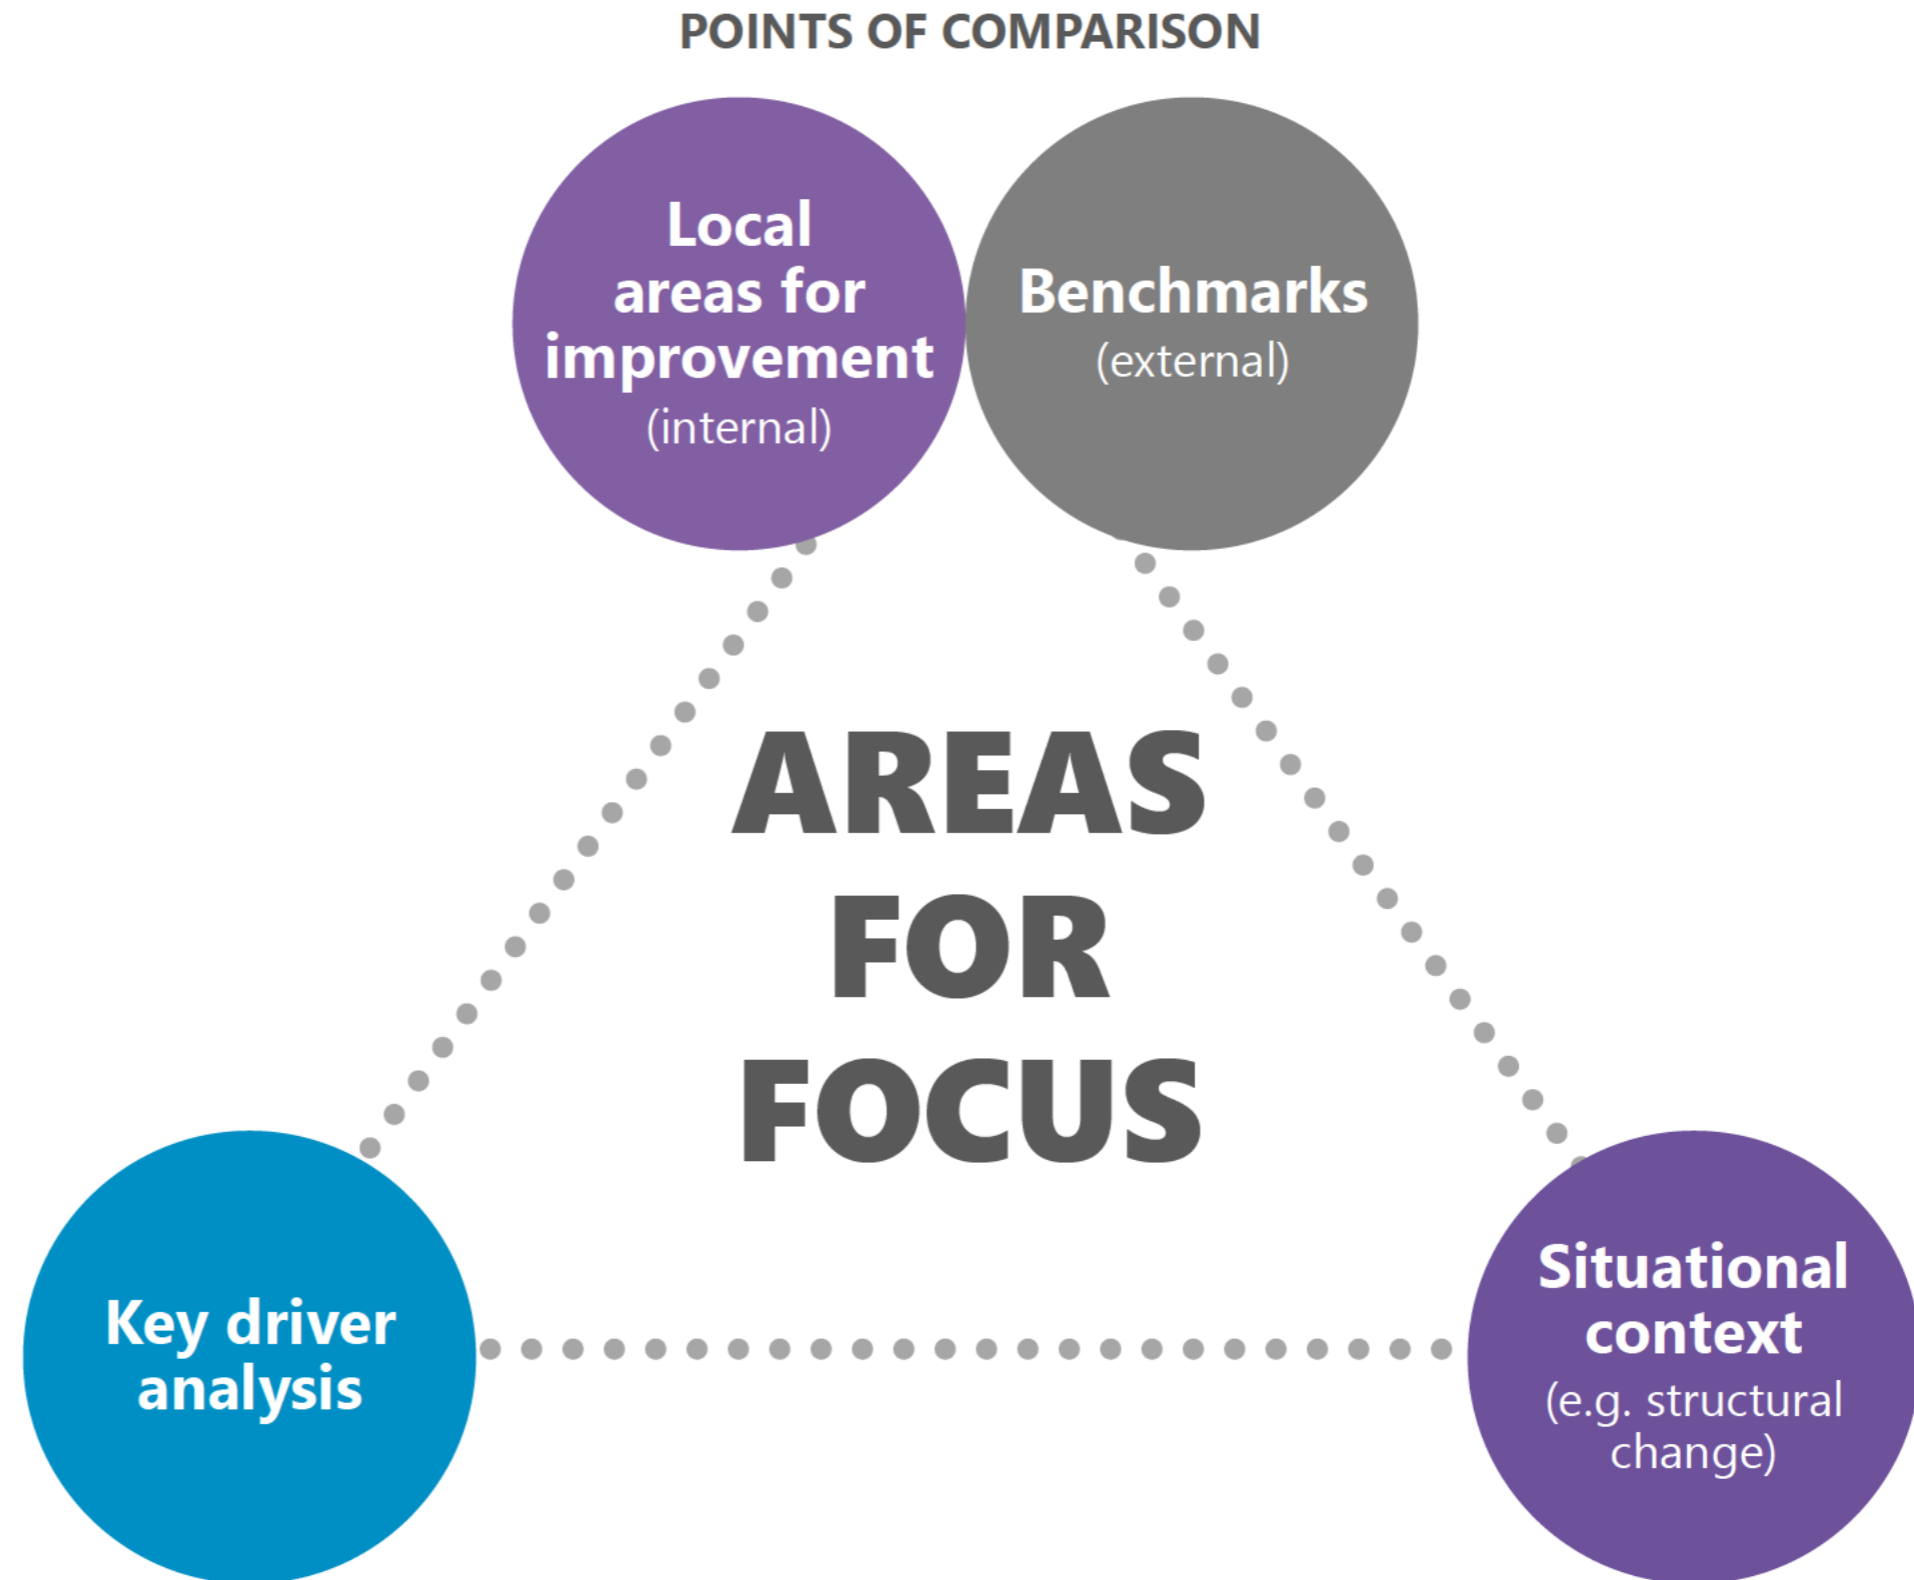 POINTS OF COMPARISON
Local
areas for
improvement
(internal)
Benchmarks
(external)
AREAS
FOR
FOCUS
Key driver
analysis
Situational
context
(e.g. structural
change)